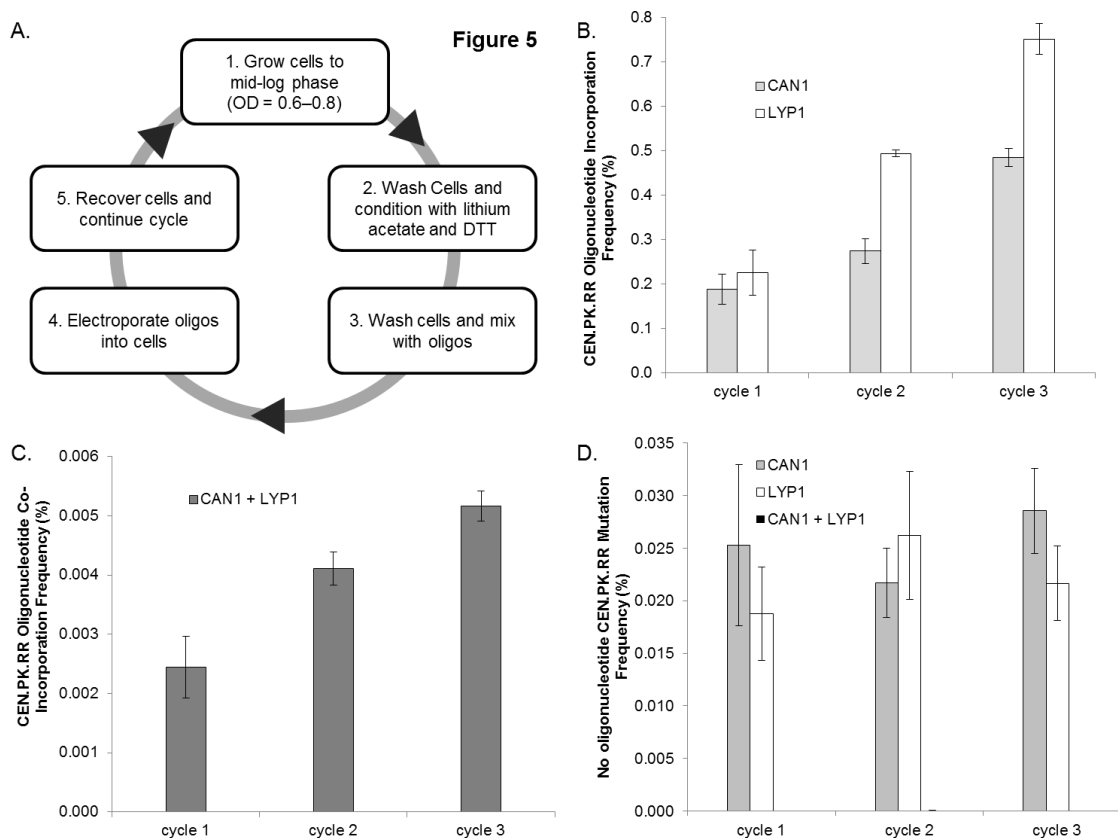 A.
Figure 5
1. Grow cells to
mid-log phase
(OD = 0.6–0.8)
2. Wash Cells and
condition with lithium
acetate and DTT
3. Wash cells and mix
with oligos
4. Electroporate oligos
into cells
5. Recover cells and
continue cycle
B.
CEN.PK.RR Oligonucleotide Incorporation
Frequency (%)
0.8
0.7
0.6
0.5
0.4
0.3
0.2
0.1
0.0
CAN1
LYP1
cycle 1
cycle 2
cycle 3
C.
CEN.PK.RR Oligonucleotide Co-
Incorporation Frequency (%)
0.006
0.005
0.004
0.003
0.002
0.001
0.000
CAN1 + LYP1
cycle 1
cycle 2
cycle 3
D.
No oligonucleotide CEN.PK.RR Mutation
Frequency (%)
0.035
0.030
0.025
0.020
0.015
0.010
0.005
0.000
CAN1
LYP1
CAN1 + LYP1
cycle 1
cycle 2
cycle 3